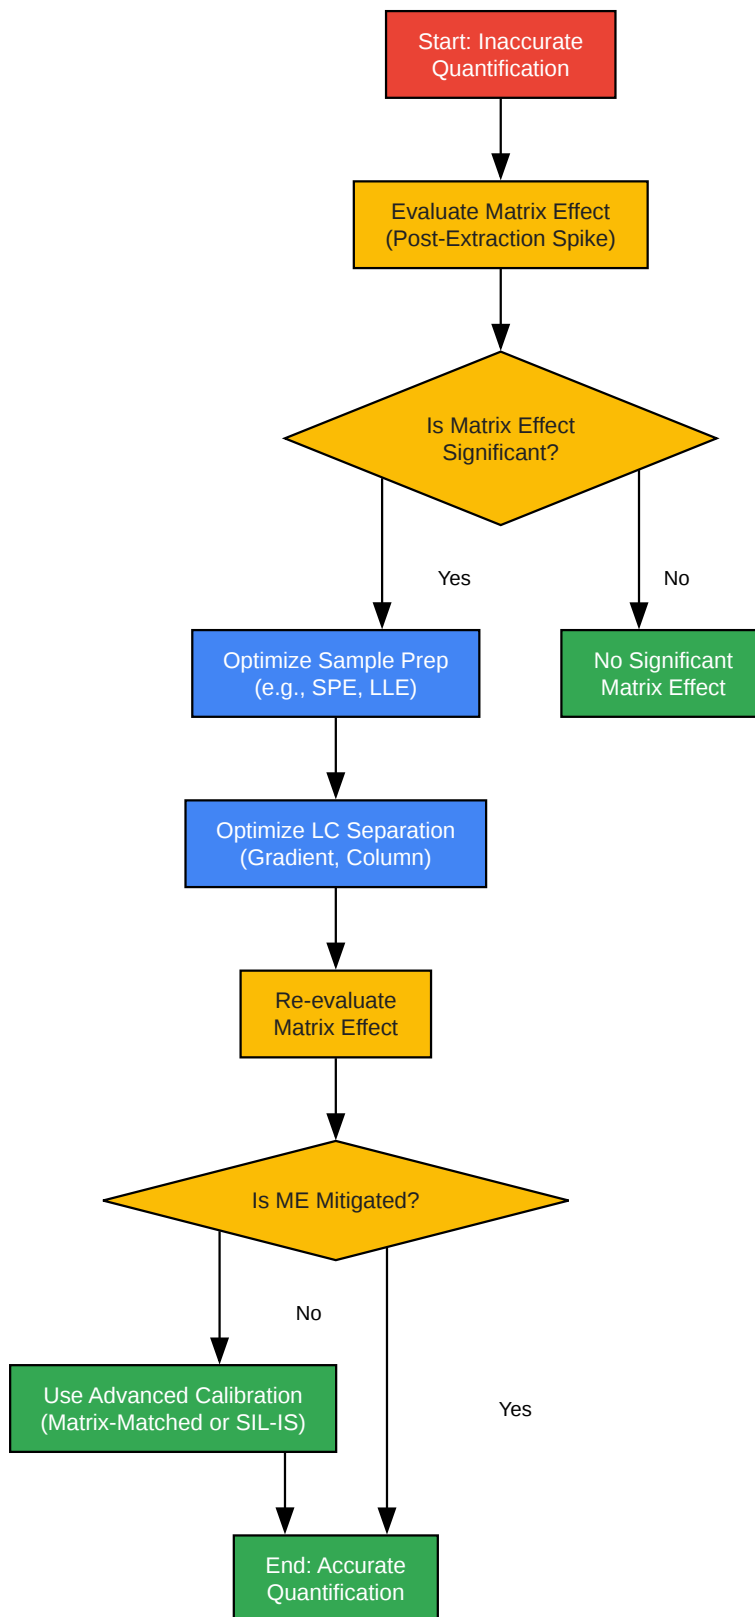 Start: Inaccurate
Quantification
Evaluate Matrix Effect
(Post-Extraction Spike)
Is Matrix Effect
Significant?
Yes
No
Optimize Sample Prep
(e.g., SPE, LLE)
No Significant
Matrix Effect
Optimize LC Separation
(Gradient, Column)
Re-evaluate
Matrix Effect
Is ME Mitigated?
No
Use Advanced Calibration
(Matrix-Matched or SIL-IS)
Yes
End: Accurate
Quantification